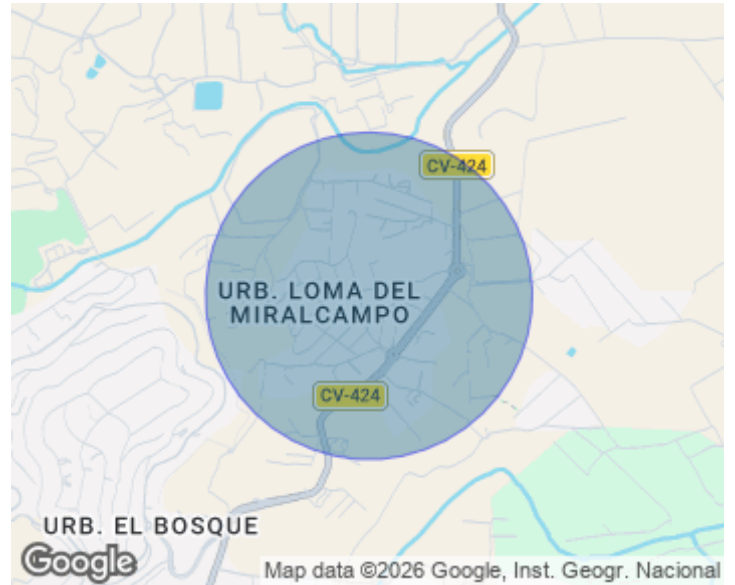 CV-424
URB. LOMA DEL
MIRALCAMPO
CV-424
URB. EL BOSQUE
Google
Map data ©2026 Google, Inst. Geogr. Nacional